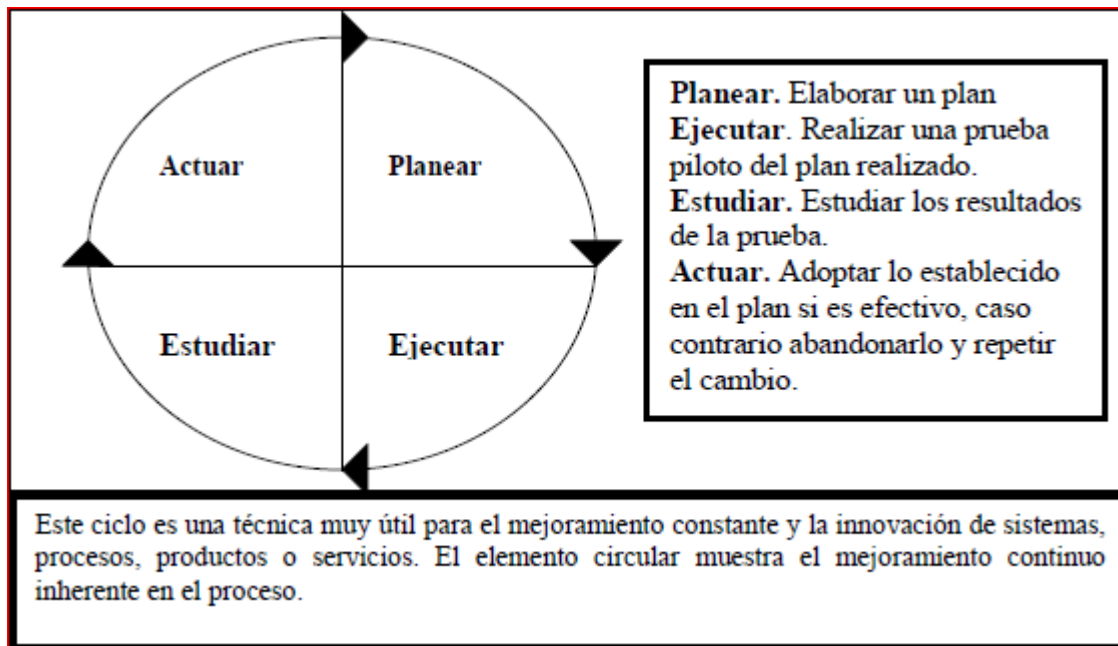 Actuar
Planear
Estudiar
Ejecutar
Planear. Elaborar un plan
Ejecutar. Realizar una prueba
piloto del plan realizado.
Estudiar. Estudiar los resultados
de la prueba.
Actuar. Adoptar lo establecido
en el plan si es efectivo, caso
contrario abandonarlo y repetir
el cambio.
Este ciclo es una técnica muy útil para el mejoramiento constante y la innovación de sistemas,
procesos, productos o servicios. El elemento circular muestra el mejoramiento continuo
inherente en el proceso.